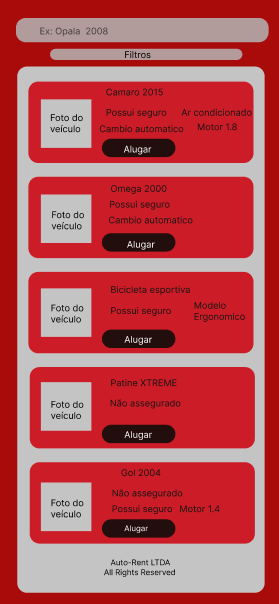 Ex: Opala 2008
Filtros
Camaro 2015
Foto do
veículo
Possui seguro Ar condicionado
Cambio automatico Motor 1.8
Alugar
Omega 2000
Foto do
veículo
Possui seguro
Cambio automatico
Alugar
Bicicleta esportiva
Foto do
veículo
Possui seguro
Modelo
Ergonomico
Alugar
Patine XTREME
Foto do
veículo
Não assegurado
Alugar
Gol 2004
Foto do
veículo
Não assegurado
Possui seguro Motor 1.4
Alugar
Auto-Rent LTDA
All Rights Reserved